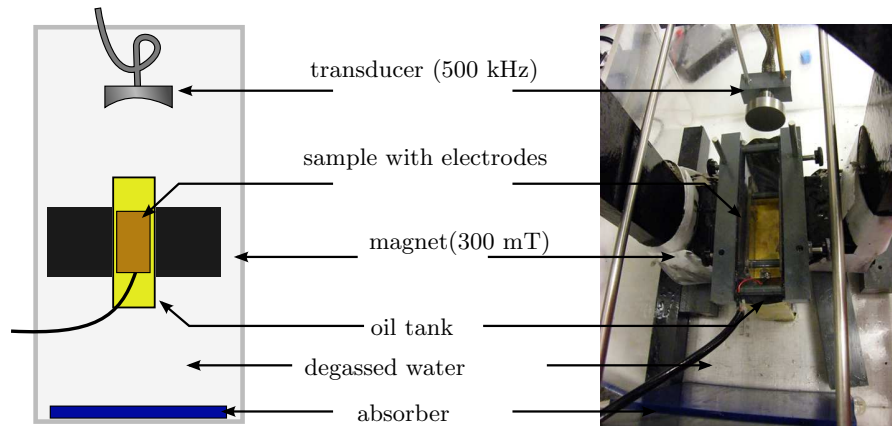 transducer (500 kHz)
sample with electrodes
magnet(300 mT)
oil tank
degassed water
absorber